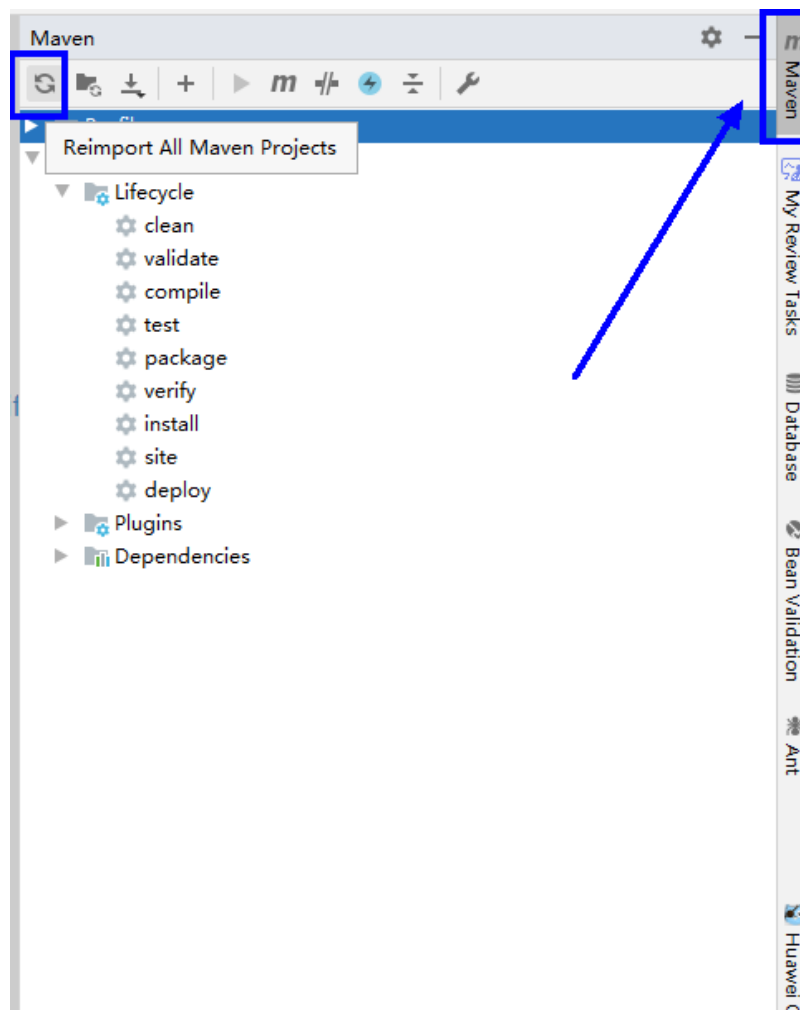 Maven
m
Reimport All Maven Projects
Lifecycle
clean
validate
compile
test
package
verify
install
site
deploy
Plugins
Dependencies
m
Maven
My Review Tasks
Database
Bean Validation
Ant
Huawei